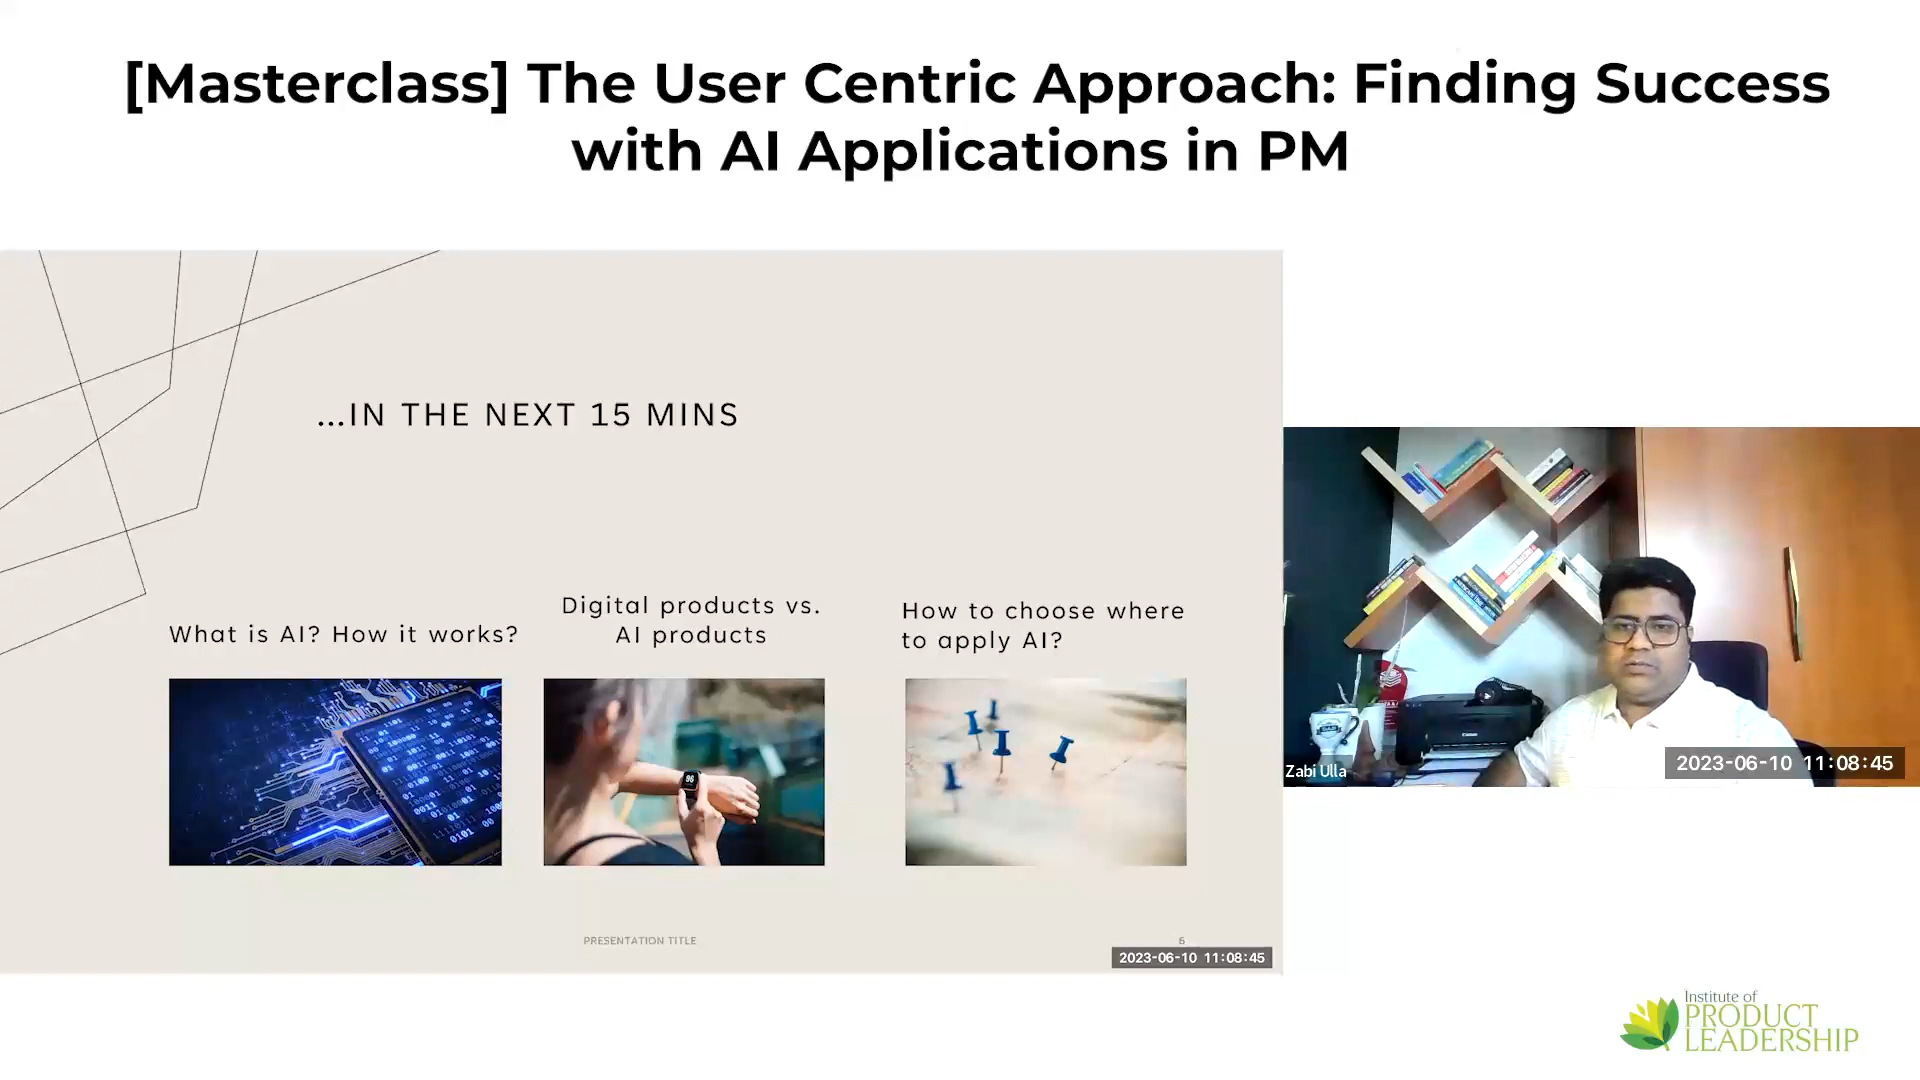 [Masterclass] The User Centric Approach: Finding Success
with AI Applications in PM
...IN THE NEXT 15 MINS
What is AI? How it works?
Digital products vs.
AI products
How to choose where
to apply AI?
96
PRESENTATION TITLE
6
2023-06-10 11:08:45
Zabi Ulla
2023-06-10 11:08:45
Institute of
PRODUCT
LEADERSHIP